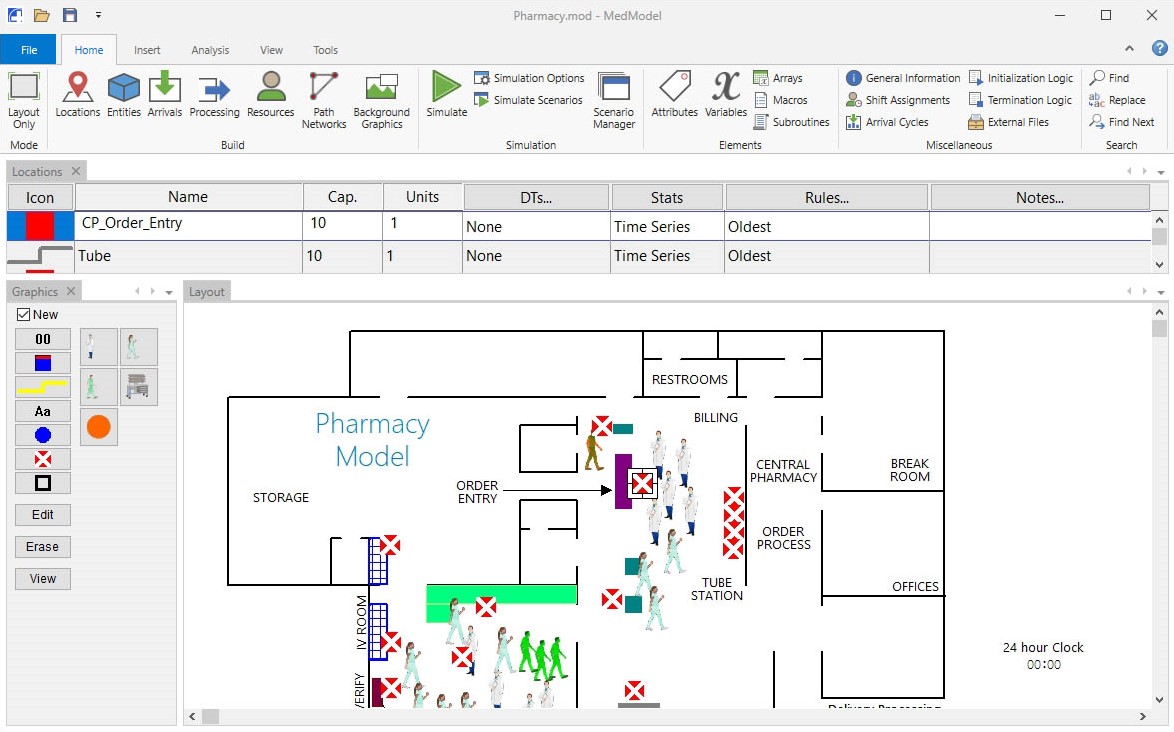 Pharmacy.mod - MedModel
File Home Insert Analysis View Tools
Layout Only
Locations Entities Arrivals Processing Resources Path Networks Background Graphics
Simulate
Simulation Options
Simulation Scenarios
Scenario Manager
Attributes Variables
Arrays
Macros
Subroutines
General Information
Shift Assignments
Arrival Cycles
Initialization Logic
Termination Logic
External Files
Find
Replace
Find Next
Mode Build Simulation Elements Miscellaneous Search
Locations
Icon Name Cap. Units DTs... Stats Rules... Notes...
CP_Order_Entry 10 1 None Time Series Oldest
Tube 10 1 None Time Series Oldest
Graphics
New
00
Aa
Edit
Erase
View
Layout
RESTROOMS
BILLING
Pharmacy
Model
CENTRAL
PHARMACY
BREAK
ROOM
ORDER
ENTRY
STORAGE
ORDER
PROCESS
TUBE
STATION
OFFICES
IV ROOM
24 hour Clock
00:00
VERIFY
Delivery Processing